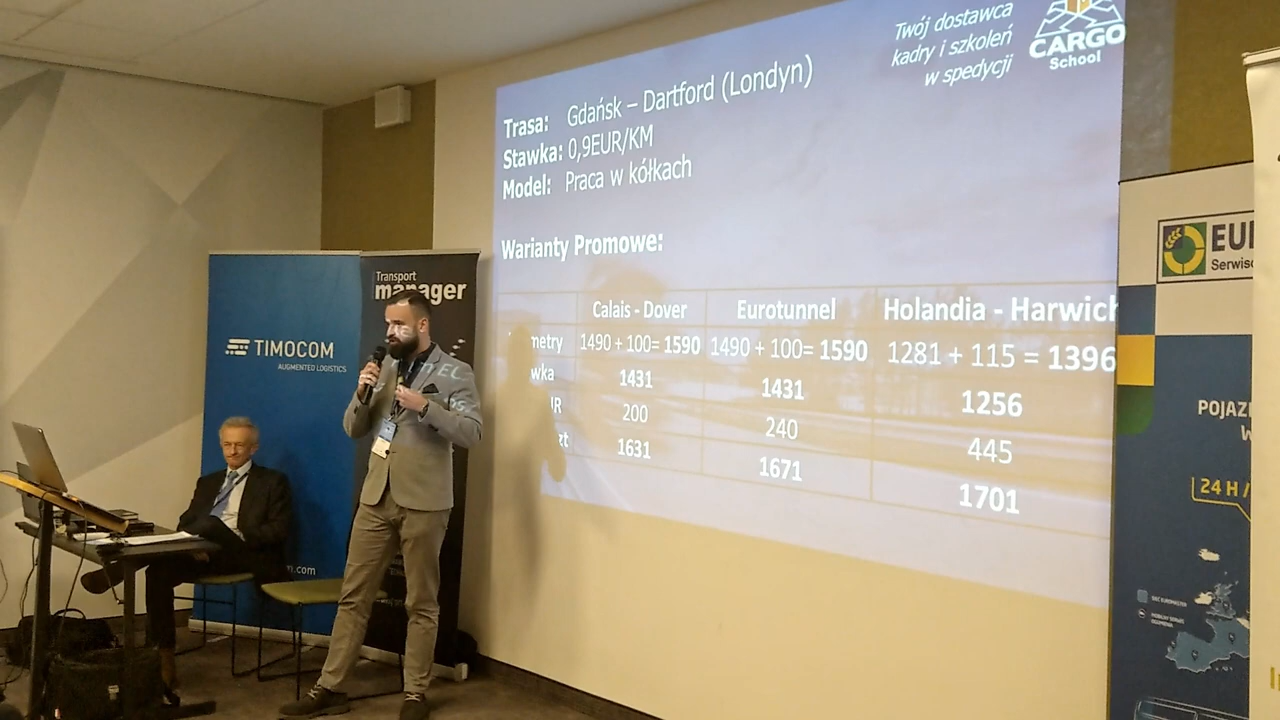 Twój dostawca
kadry i szkoleń
w spedycji
CARGO
School
Trasa: Gdańsk – Dartford (Londyn)
Stawka: 0,9EUR/KM
Model: Praca w kółkach
Warianty Promowe:
Calais - Dover Eurotunnel Holandia - Harwich
1490 + 100= 1590 1490 + 100= 1590 1281 + 115 = 1396
1431 1431 1256
200 240 445
1631 1671 1701
Transport
manager
TIMOCOM
AUGMENTED LOGISTICS
24 H /